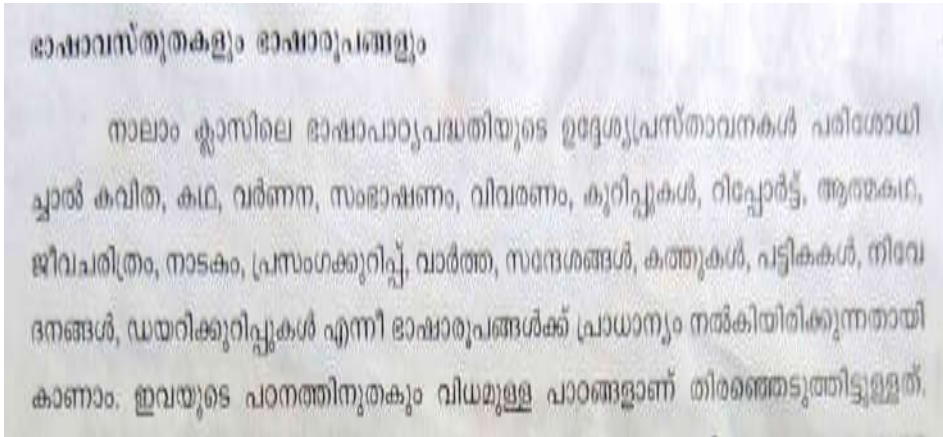 ഭാഷാവസ്തുതകളും ഭാഷാരൂപങ്ങളും
നാലാം ക്ലാസിലെ ഭാഷാപാഠ്യപദ്ധതിയുടെ ഉദ്ദേശ്യപ്രസ്താവനകൾ പരിശോധി
ച്ചാൽ കവിത, കഥ, വർണന, സംഭാഷണം, വിവരണം, കുറിപ്പുകൾ, റിപ്പോർട്ട്, ആത്മകഥ,
ജീവചരിത്രം, നാടകം, പ്രസംഗക്കുറിപ്പ്, വാർത്ത, സന്ദേശങ്ങൾ, കത്തുകൾ, പട്ടികകൾ, നിവേ
ദനങ്ങൾ, ഡയറിക്കുറിപ്പുകൾ എന്നീ ഭാഷാരൂപങ്ങൾക്ക് പ്രാധാന്യം നൽകിയിരിക്കുന്നതായി
കാണാം. ഇവയുടെ പഠനത്തിനുതകും വിധമുള്ള പാഠങ്ങളാണ് തിരഞ്ഞെടുത്തിട്ടുള്ളത്.